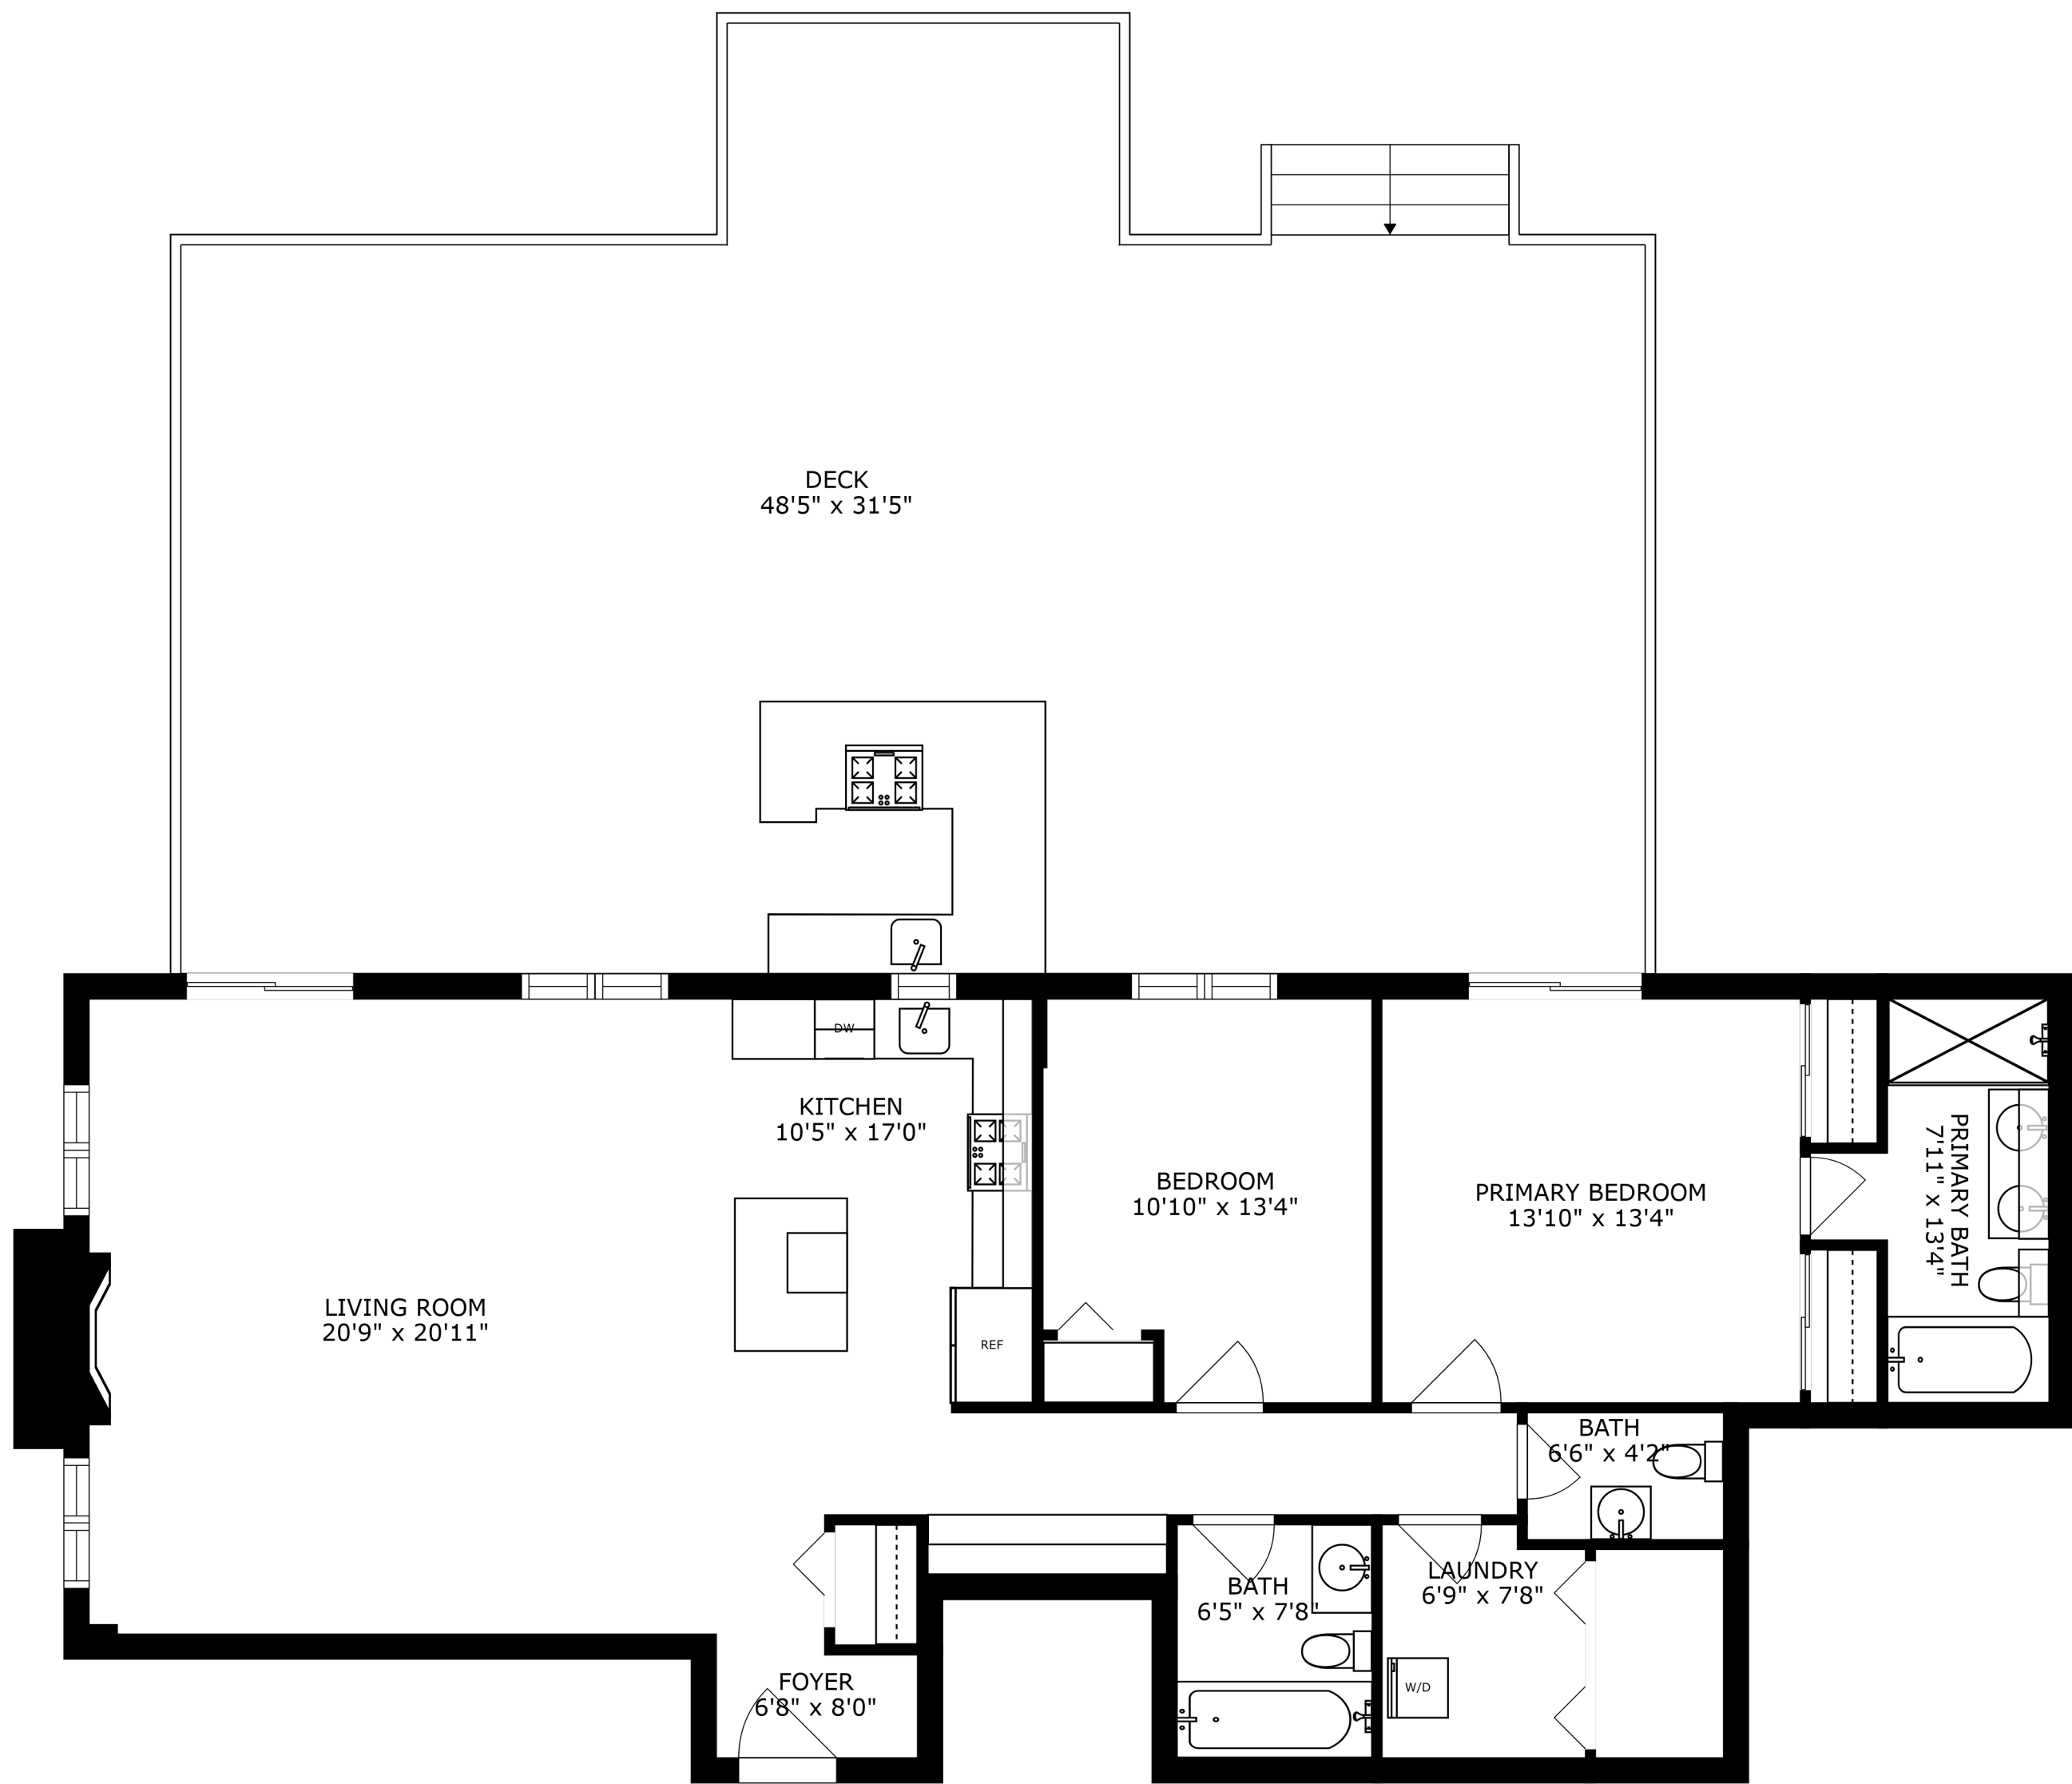 DECK
48'5" x 31'5"
DW
KITCHEN
10'5" x 17'0"
BEDROOM
10'10" x 13'4"
PRIMARY BEDROOM
13'10" x 13'4"
PRIMARY BATH
7'11" x 13'4"
LIVING ROOM
20'9" x 20'11"
REF
BATH
6'6" x 4'2"
BATH
6'5" x 7'8"
LAUNDRY
6'9" x 7'8"
W/D
FOYER
6'8" x 8'0"